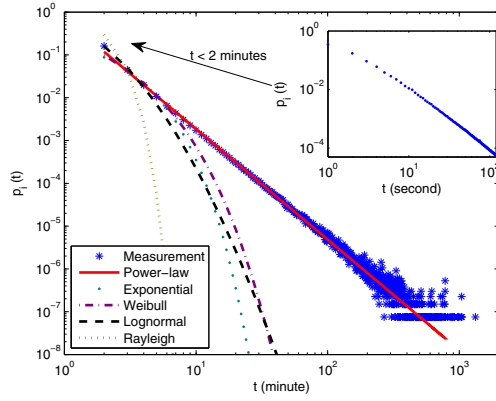 10^0
10^-1
10^-2
10^-3
10^-4
10^-5
10^-6
10^-7
10^-8
p_i (t)
t < 2 minutes
10^0
10^-2
10^-4
p_i (t)
10^0
10^1
10^2
t (second)
Measurement
Power-law
Exponential
Weibull
Lognormal
Rayleigh
10^0
10^1
10^2
10^3
t (minute)